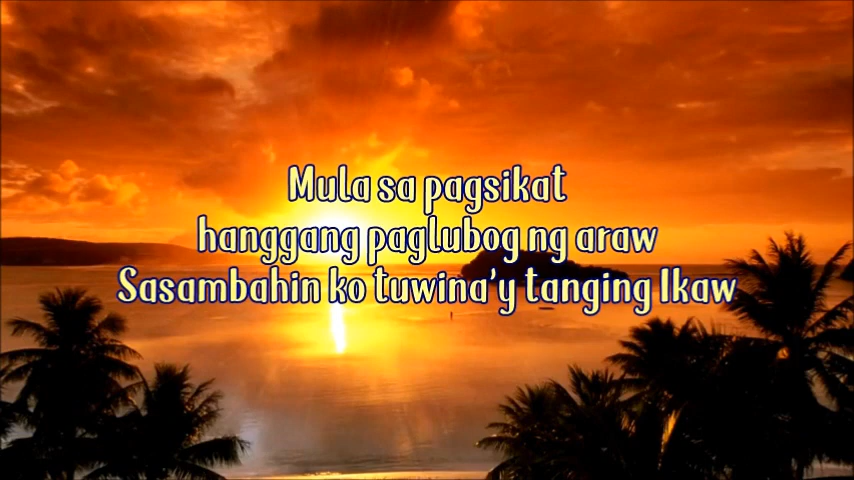 Mula sa pagsikat
hanggang paglubog ng araw
Sasambahin ko tuwina'y tanging Ikaw